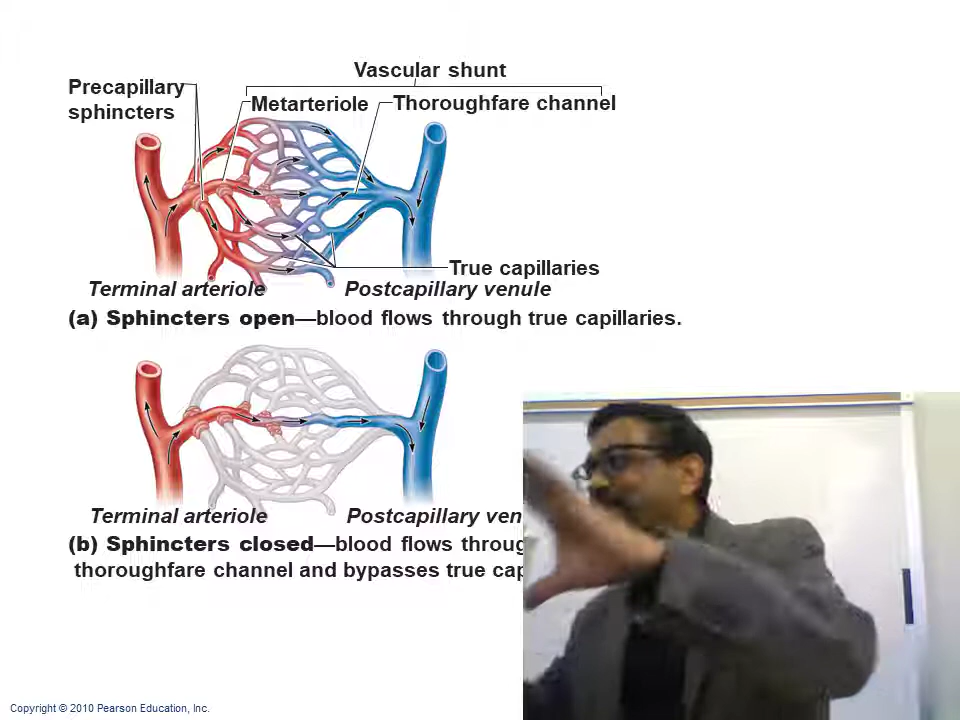 Vascular shunt
Precapillary
sphincters
Metarteriole
Thoroughfare channel
True capillaries
Terminal arteriole
Postcapillary venule
(a) Sphincters open—blood flows through true capillaries.
Terminal arteriole
Postcapillary ven
(b) Sphincters closed—blood flows throug
thoroughfare channel and bypasses true cap
Copyright © 2010 Pearson Education, Inc.